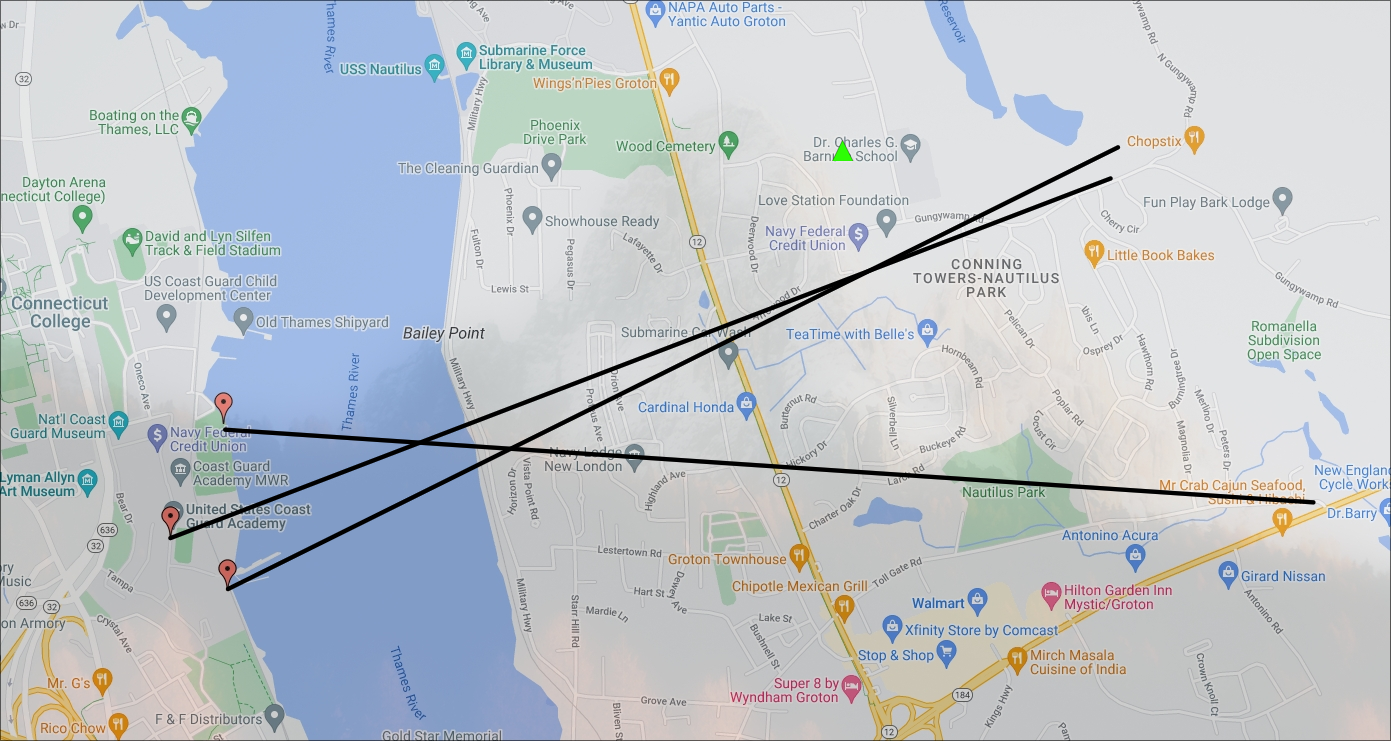 NAPA Auto Parts -
Yantic Auto Groton
Thames River
Reservoir
N Gungywamp Rd
32
USS Nautilus
Submarine Force
Library & Museum
Military Hwy
Wings'n'Pies Groton
Boating on the
Thames, LLC
Phoenix
Drive Park
Wood Cemetery
Dr. Charles G.
School
Chopstix
The Cleaning Guardian
Dayton Arena
Love Station Foundation
Fun Play Bark Lodge
Phoenix Dr
Showhouse Ready
Gungywamp Rd
Cherry Cir
David and Lyn Silfen
Track & Field Stadium
Fulton Dr
Pegasus Dr
Lafayette Dr
12
Deerwood Dr
Navy Federal
Credit Union
Little Book Bakes
CONNING
TOWERS-NAUTILUS
PARK
US Coast Guard Child
Development Center
Lewis St
Gungywamp Rd
Connecticut
College
Old Thames Shipyard
Bailey Point
Submarine Car Wash
TeaTime with Belle's
Pelican Dr
Ibis Ln
Osprey Dr
Romanella
Subdivision
Open Space
Oneco Ave
Thames River
Military Hwy
Orion Ave
Hornbeam Rd
Hawthorn Rd
Cardinal Honda
Butternut Rd
Silverbell Ln
Poplar Rd
Locust Cir
Merlino Dr
Magnolia Dr
Peters Dr
Nat'l Coast
Guard Museum
Navy Federal
Credit Union
Buckeye Rd
Hickory Dr
Navy Lodge
New London
Coast Guard
Academy MWR
Lyman Allyn
Art Museum
Horizon Dr
Vista Point Rd
Highland Ave
12
Laroi Rd
Nautilus Park
Mr Crab Cajun Seafood,
Sushi & Hibachi
New England
Cycle Works
Bear Dr
United States Coast
Guard Academy
Charter Oak Dr
Dr.Barry
636
32
Antonino Acura
Lestertown Rd
Groton Townhouse
Toll Gate Rd
Tampa
Music
Hart St
Dewey Ave
Chipotle Mexican Grill
Girard Nissan
Hilton Garden Inn
Mystic/Groton
Walmart
Military Hwy
Starr Hill Rd
Mardie Ln
Lake St
Antonino Rd
636
32
on Armory
Crystal Ave
Bushnell St
Xfinity Store by Comcast
Stop & Shop
Mirch Masala
Cuisine of India
Thames River
Mr. G's
Super 8 by
Wyndham Groton
Crown Knoll Ct
184
Kings Hwy
Grove Ave
F & F Distributors
Rico Chow
Gold Star Memorial
12